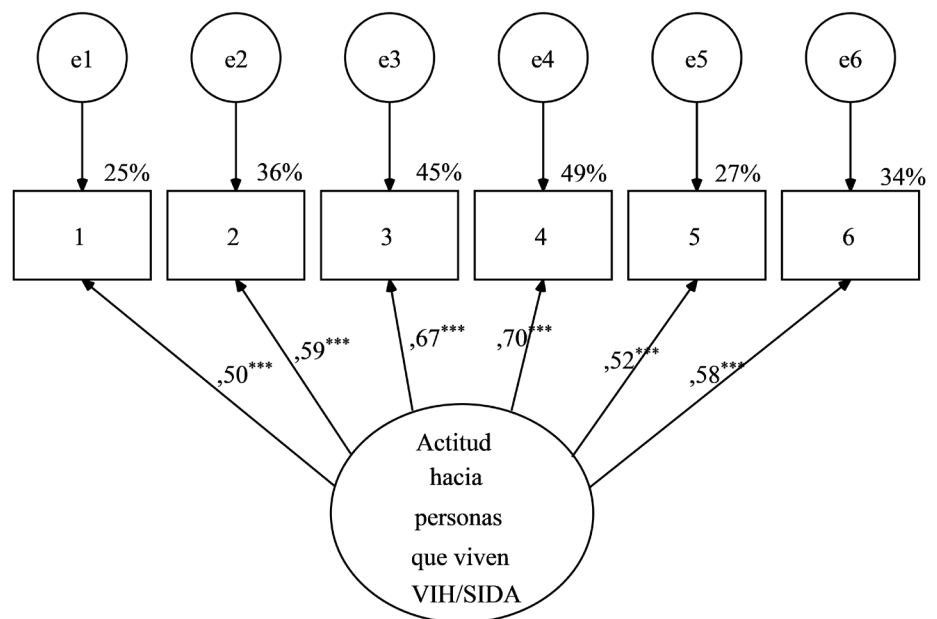 e1 e2 e3 e4 e5 e6
25% 36% 45% 49% 27% 34%
1 2 3 4 5 6
,50*** ,59*** ,67*** ,70*** ,52*** ,58***
Actitud
hacia
personas
que viven
VIH/SIDA